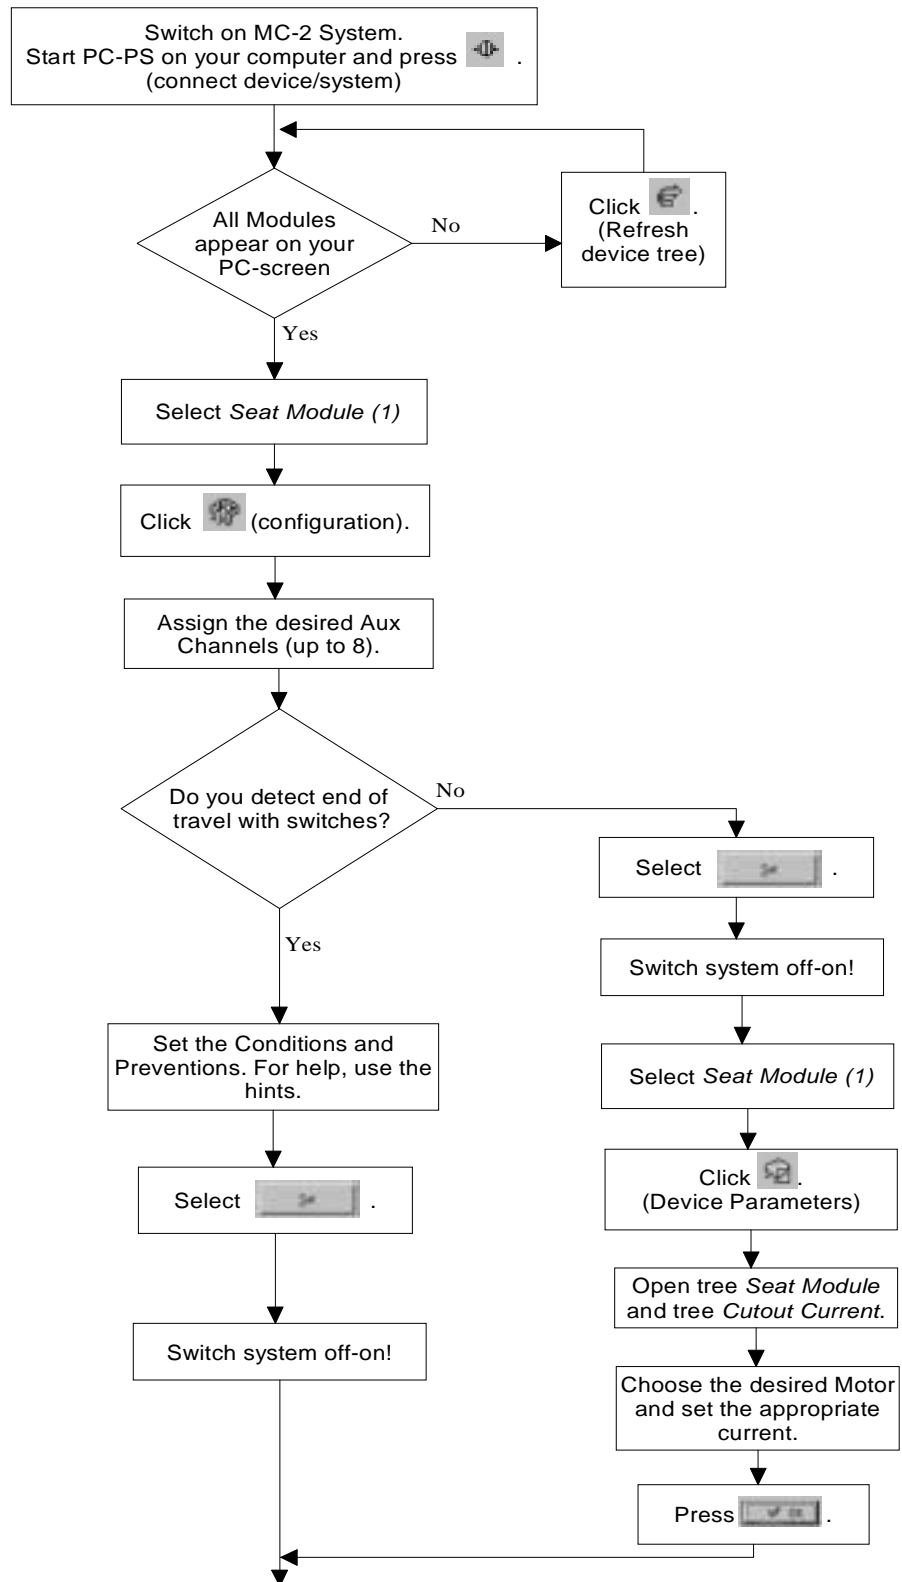 Switch on MC-2 System.
Start PC-PS on your computer and press .
(connect device/system)
All Modules
appear on your
PC-screen
No
Click .
(Refresh
device tree)
Yes
Select Seat Module (1)
Click (configuration).
Assign the desired Aux
Channels (up to 8).
Do you detect end of
travel with switches?
No
Select .
Switch system off-on!
Select Seat Module (1)
Click .
(Device Parameters)
Open tree Seat Module
and tree Cutout Current.
Choose the desired Motor
and set the appropriate
current.
Press .
Yes
Set the Conditions and
Preventions. For help, use the
hints.
Select .
Switch system off-on!